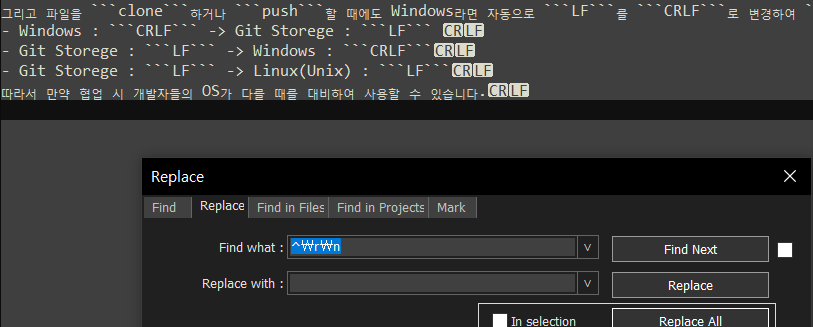 그리고 파일을 ```clone```하거나 ```push```할 때에도 Windows라면 자동으로 ```LF```를 ```CRLF```로 변경하여 `
- Windows : ```CRLF``` -> Git Storege : ```LF``` CRLF
- Git Storege : ```LF``` -> Windows : ```CRLF```CRLF
- Git Storege : ```LF``` -> Linux(Unix) : ```LF```CRLF
따라서 만약 협업 시 개발자들의 OS가 다를 때를 대비하여 사용할 수 있습니다.CRLF
Replace
Find Replace Find in Files Find in Projects Mark
Find what : ^₩r₩n Find Next
Replace with : Replace
In selection Replace All